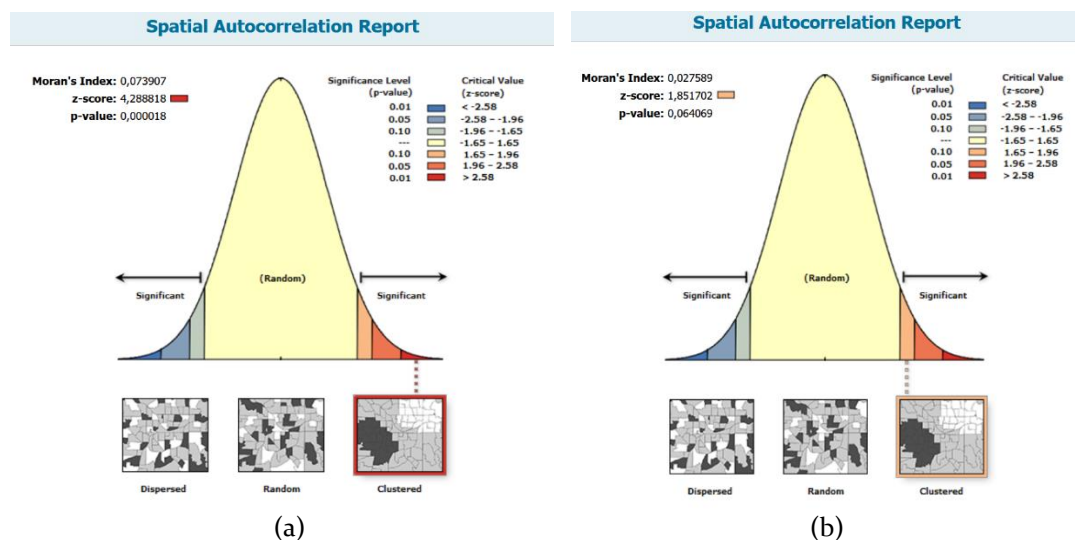 Spatial Autocorrelation Report
Moran's Index: 0,073907
z-score: 4,288818
p-value: 0,000018
Significance Level (p-value)
Critical Value (z-score)
0.01 < -2.58
0.05 -2.58 – -1.96
0.10 -1.96 – -1.65
--- -1.65 – 1.65
0.10 1.65 – 1.96
0.05 1.96 – 2.58
0.01 > 2.58
(Random)
Significant
Significant
Dispersed
Random
Clustered
(a)
Spatial Autocorrelation Report
Moran's Index: 0,027589
z-score: 1,851702
p-value: 0,064069
Significance Level (p-value)
Critical Value (z-score)
0.01 < -2.58
0.05 -2.58 – -1.96
0.10 -1.96 – -1.65
--- -1.65 – 1.65
0.10 1.65 – 1.96
0.05 1.96 – 2.58
0.01 > 2.58
(Random)
Significant
Significant
Dispersed
Random
Clustered
(b)